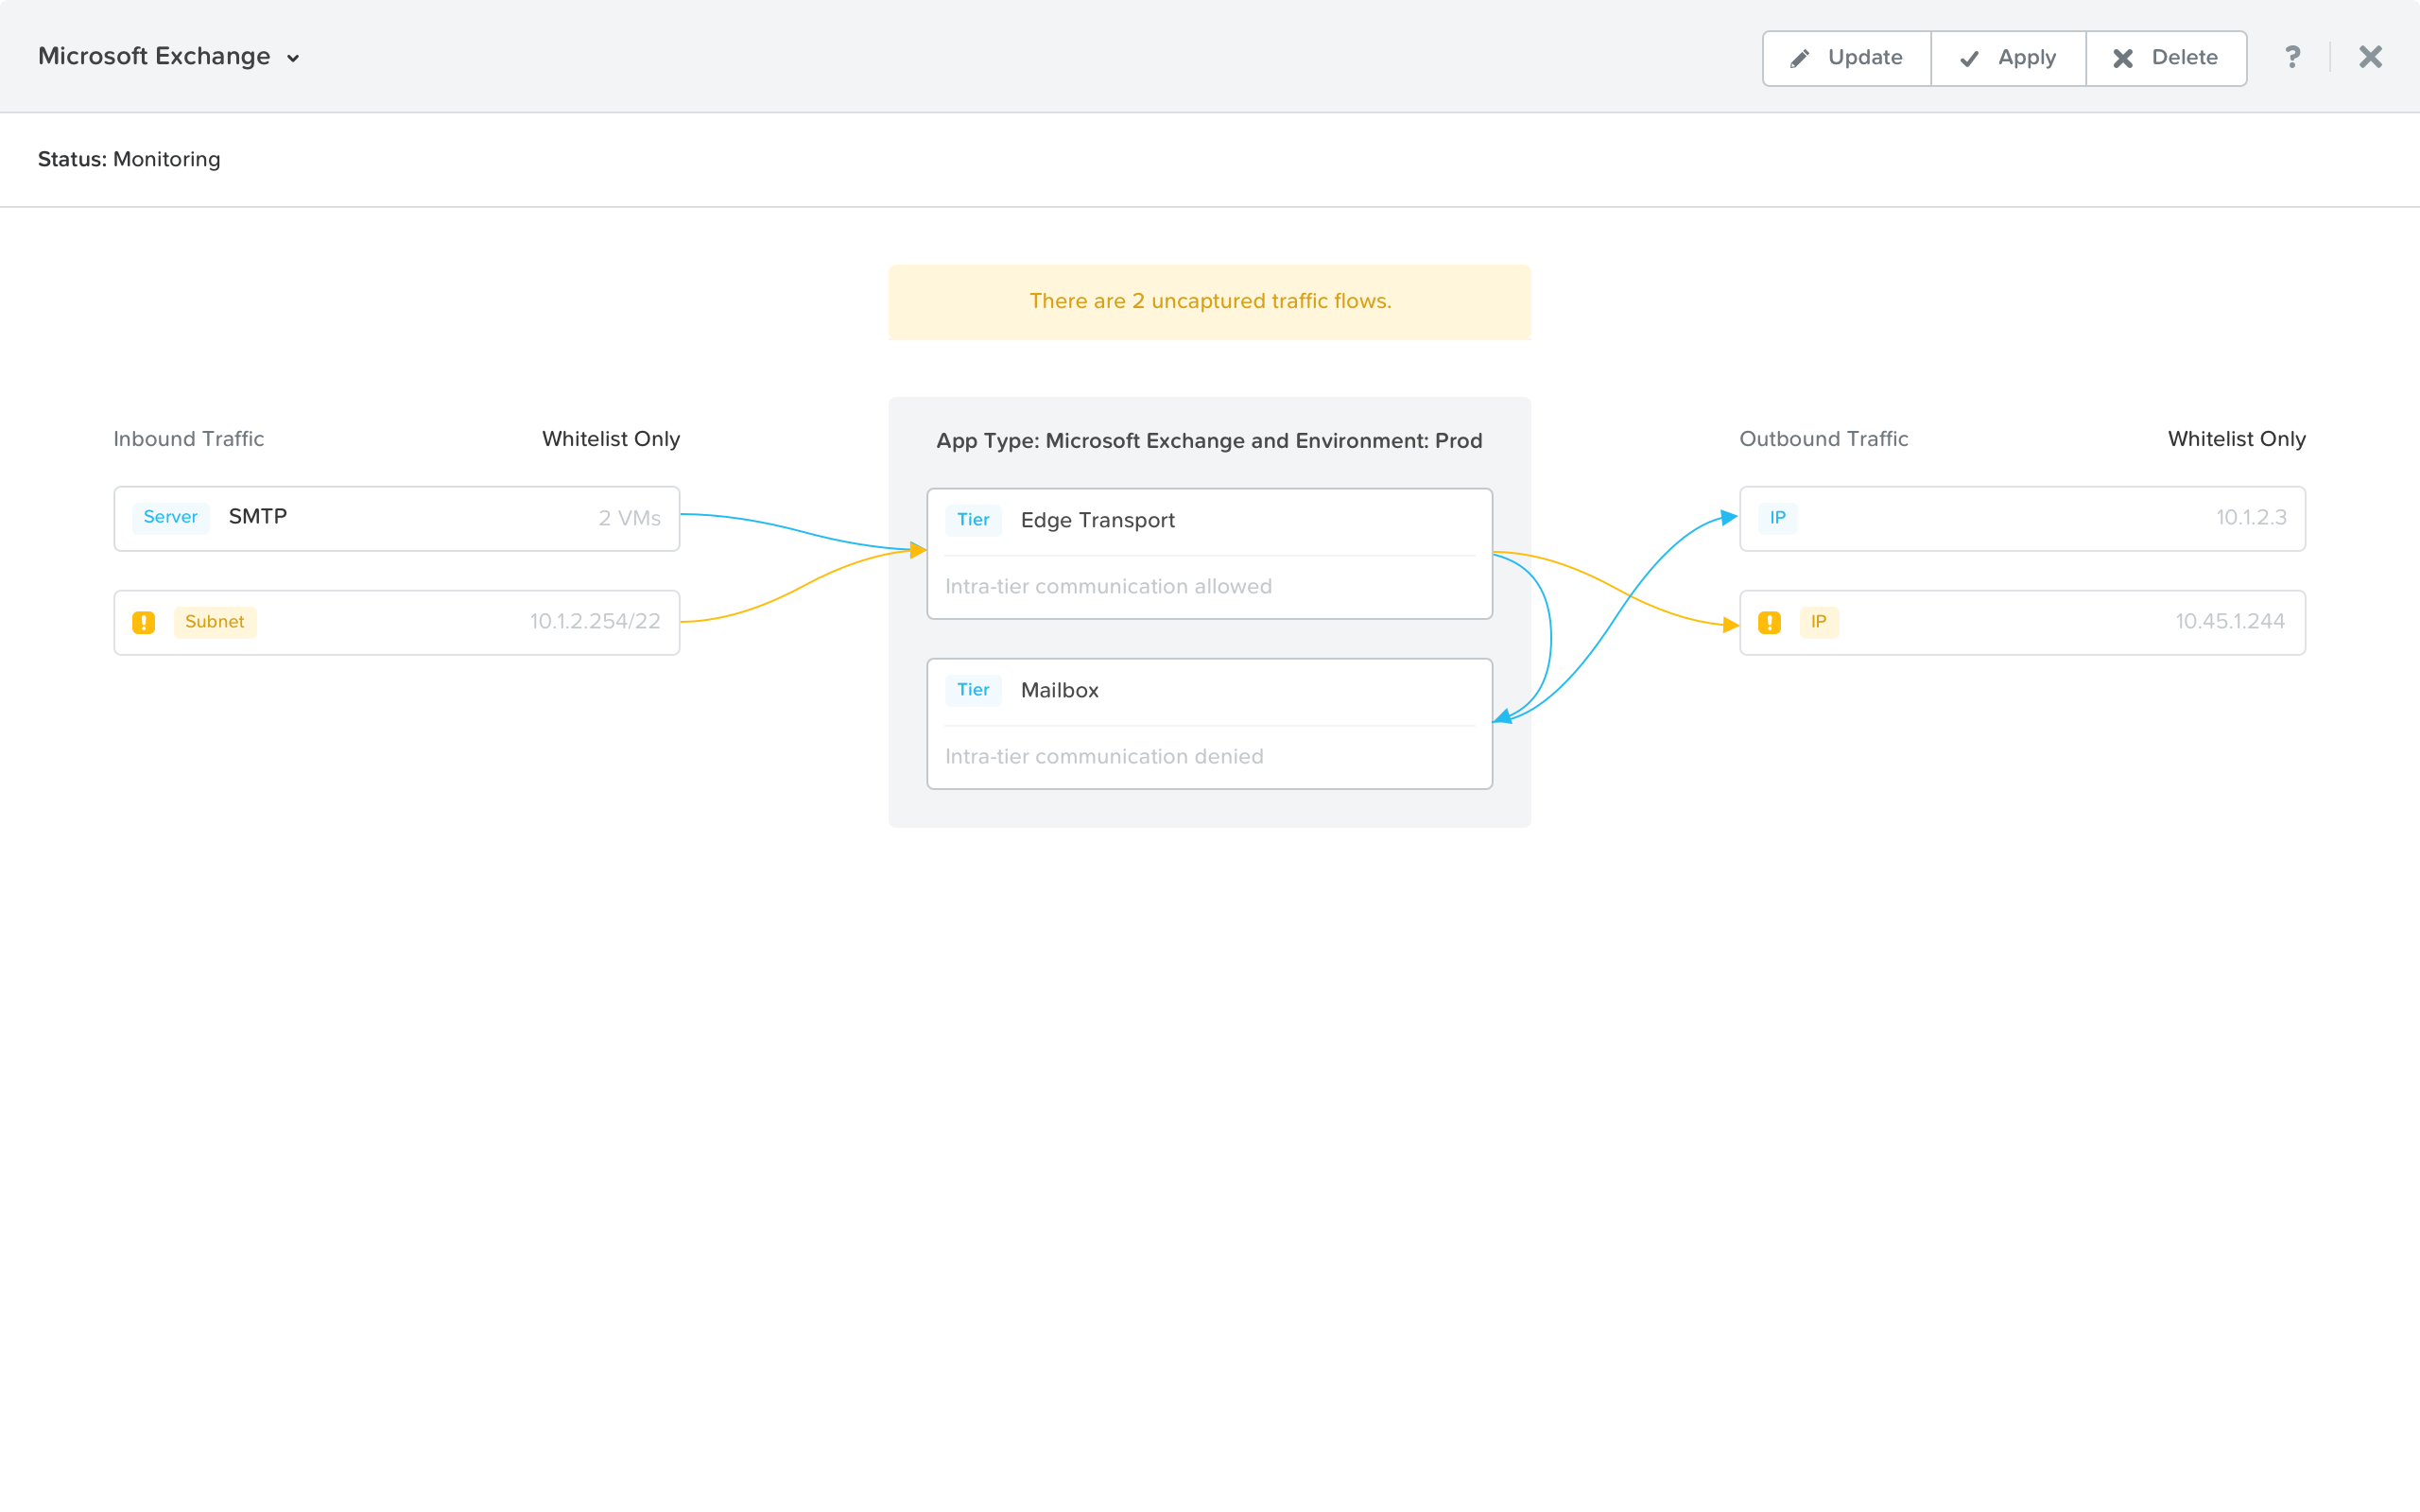 Microsoft Exchange
Update
Apply
Delete
?
Status: Monitoring
There are 2 uncaptured traffic flows.
Inbound Traffic
Whitelist Only
Server SMTP 2 VMs
! Subnet 10.1.2.254/22
App Type: Microsoft Exchange and Environment: Prod
Tier Edge Transport
Intra-tier communication allowed
Tier Mailbox
Intra-tier communication denied
Outbound Traffic
Whitelist Only
IP 10.1.2.3
! IP 10.45.1.244